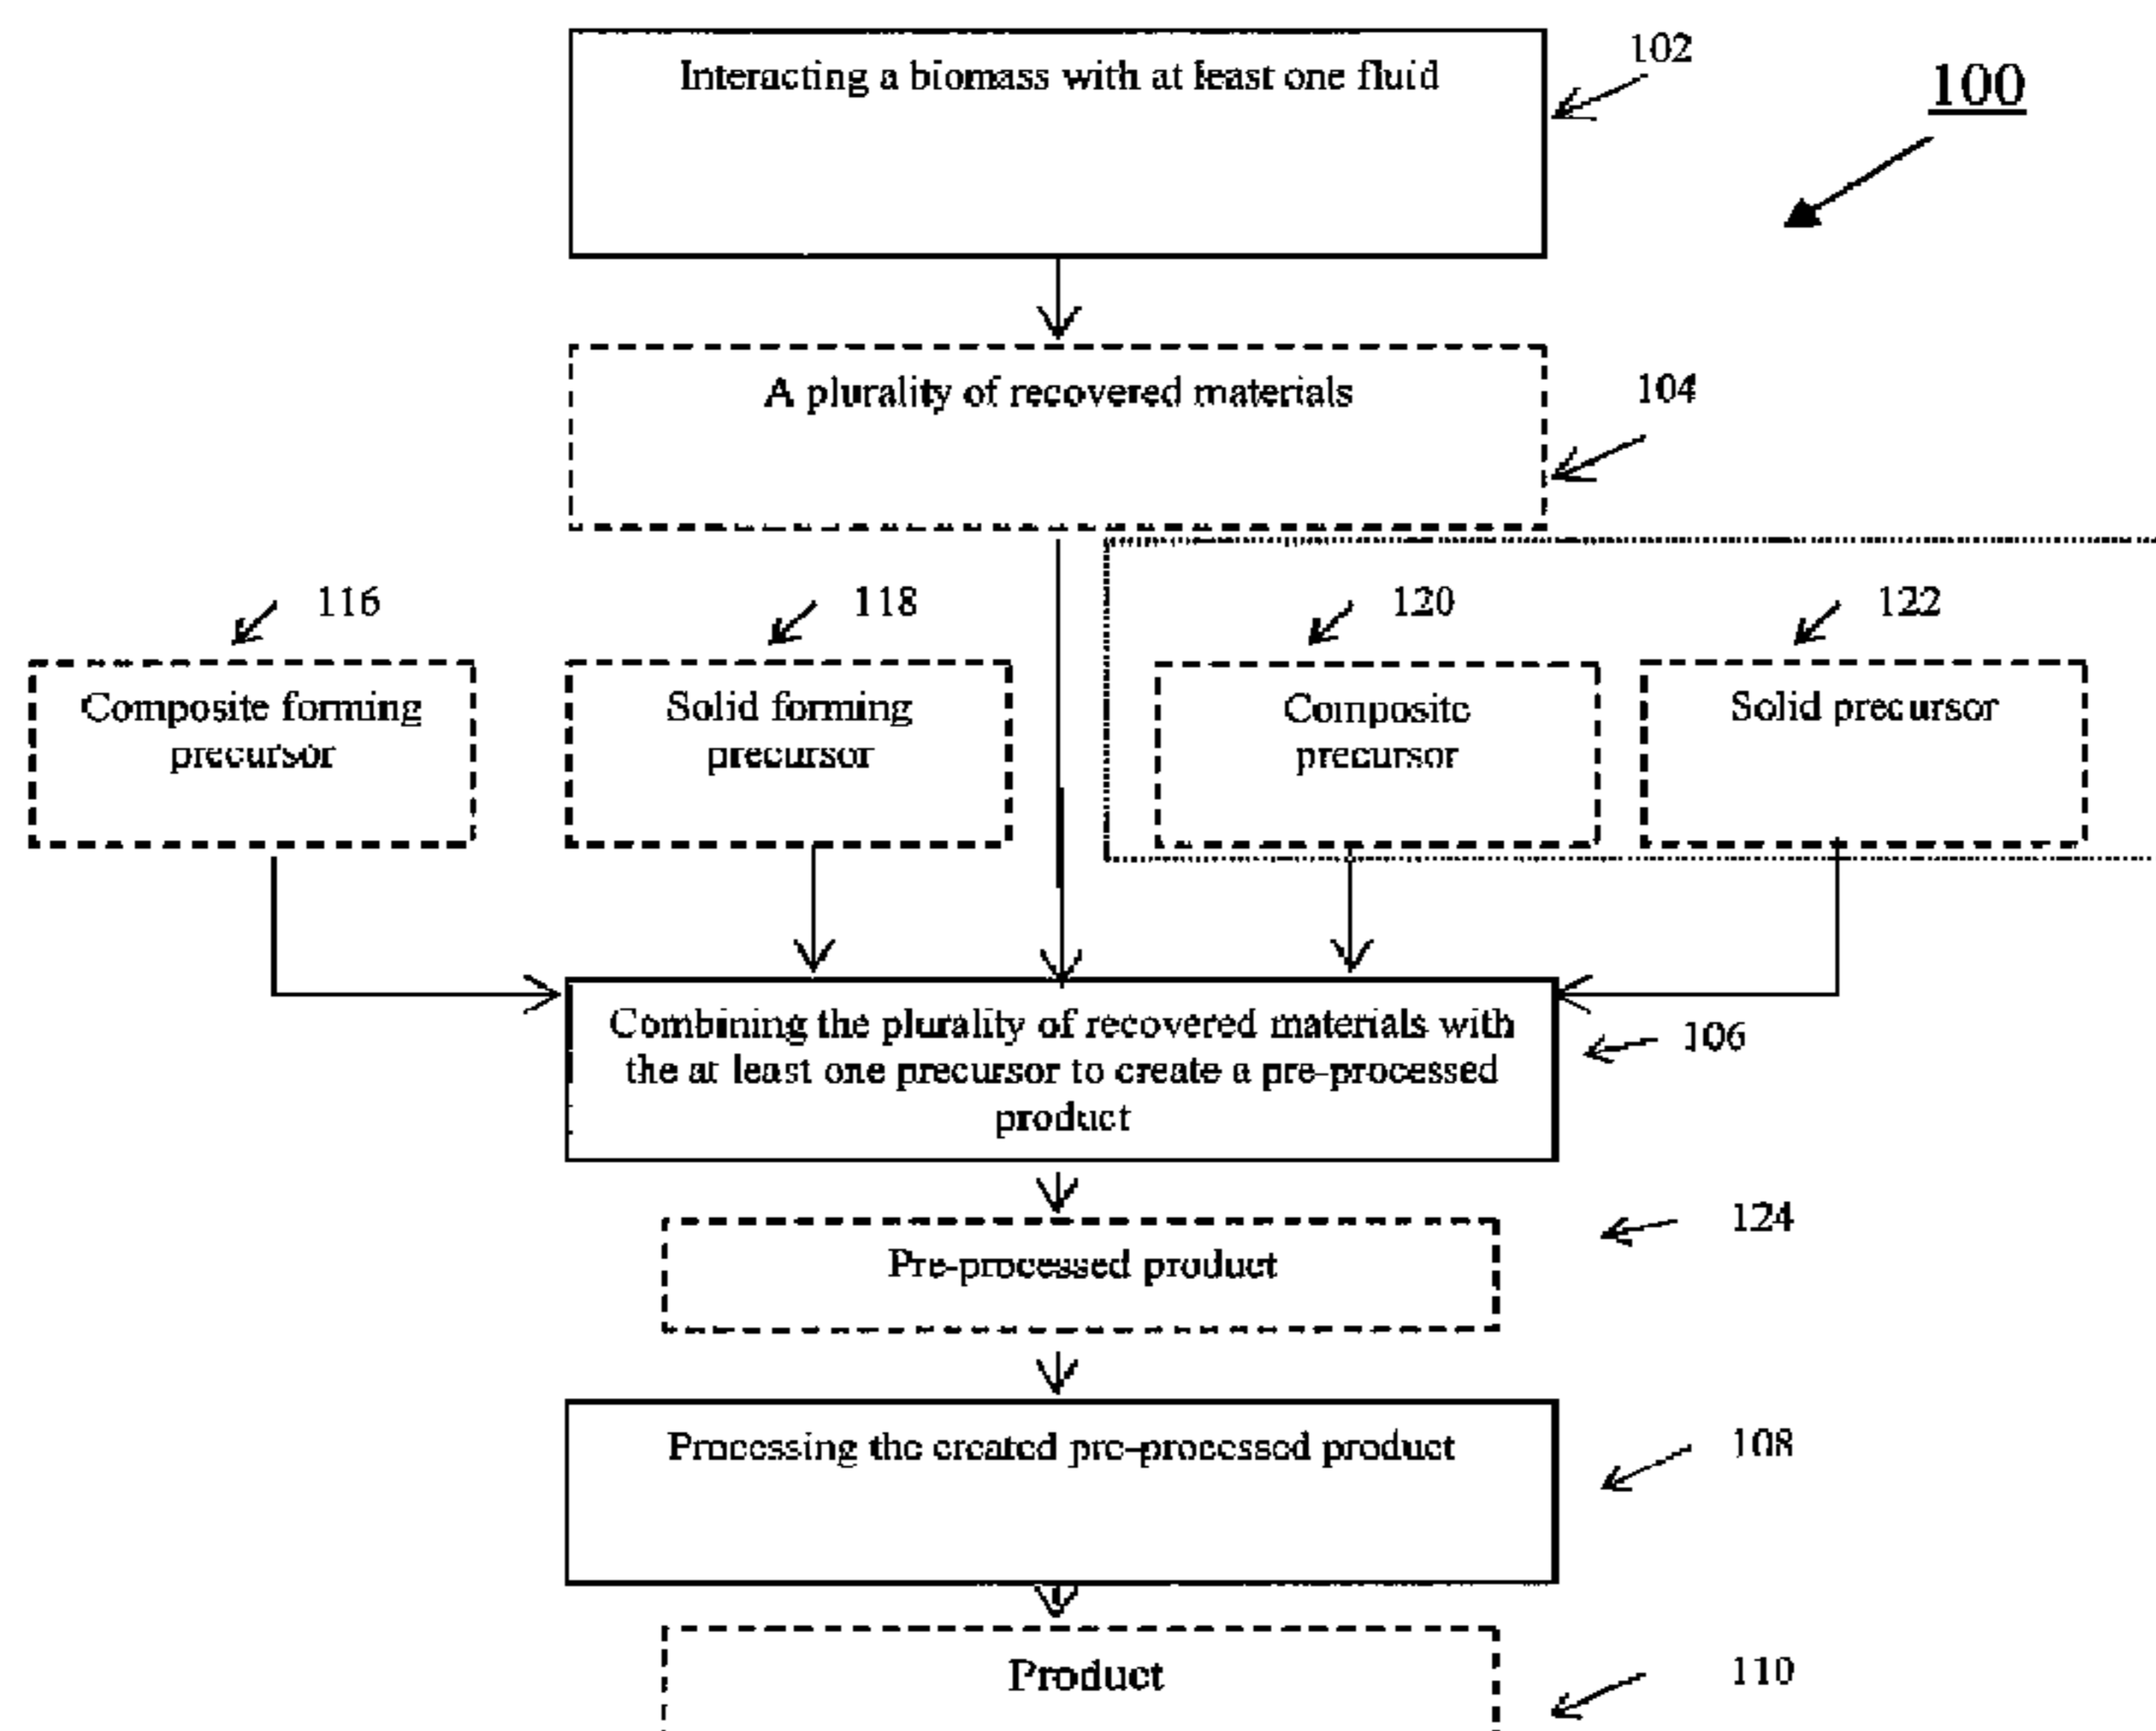 Interacting a biomass with at least one fluid
102
100
A plurality of recovered materials
104
116
118
120
122
Composite forming
precursor
Solid forming
precursor
Composite
precursor
Solid precursor
Combining the plurality of recovered materials with
the at least one precursor to create a pre-processed
product
106
124
Pre-processed product
Processing the created pre-processed product
108
Product
110